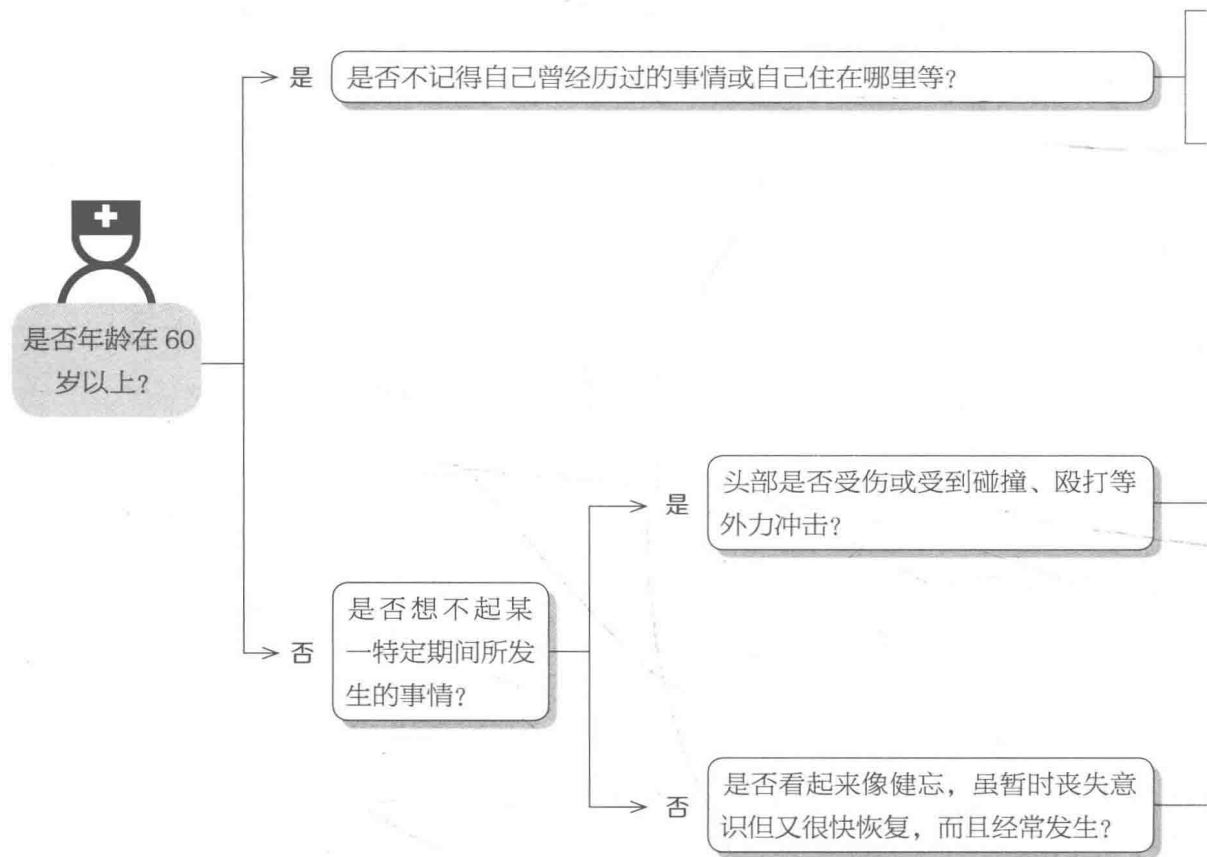 是
是否不记得自己曾经历过的事情或自己住在哪里等？
是否年龄在 60
岁以上？
是
头部是否受伤或受到碰撞、殴打等
外力冲击？
否
是否想不起某
一特定期间所发
生的事情？
否
是否看起来像健忘，虽暂时丧失意
识但又很快恢复，而且经常发生？